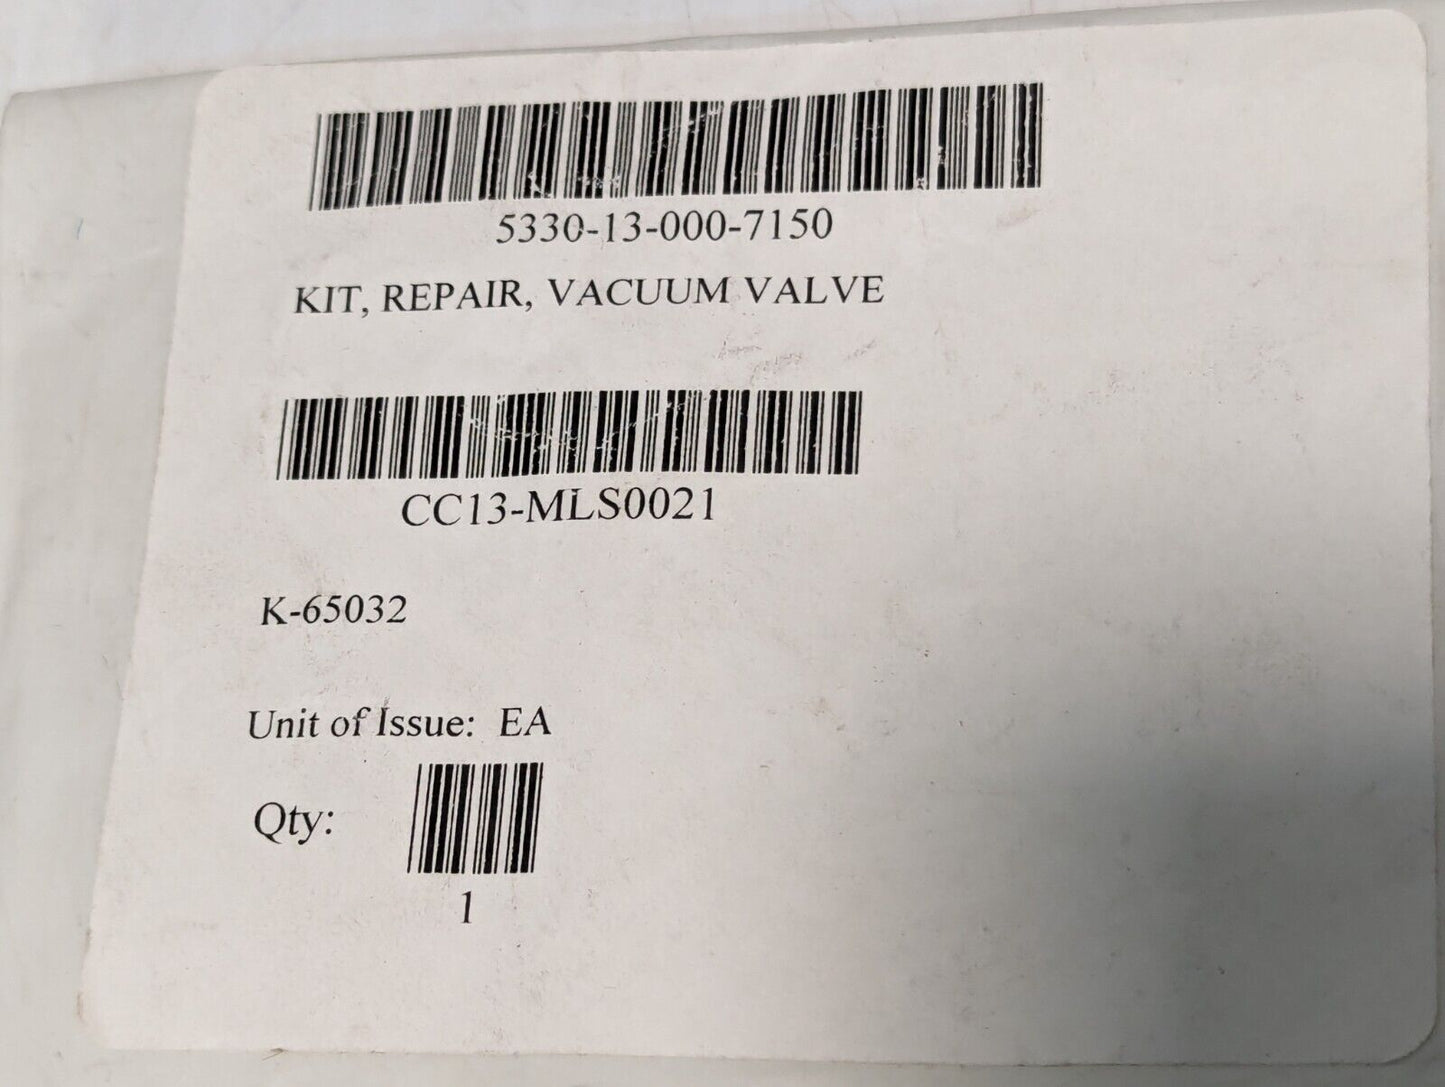 5330-13-000-7150
KIT, REPAIR, VACUUM VALVE
CC13-MLS0021
K-65032
Unit of Issue: EA
Qty:
1